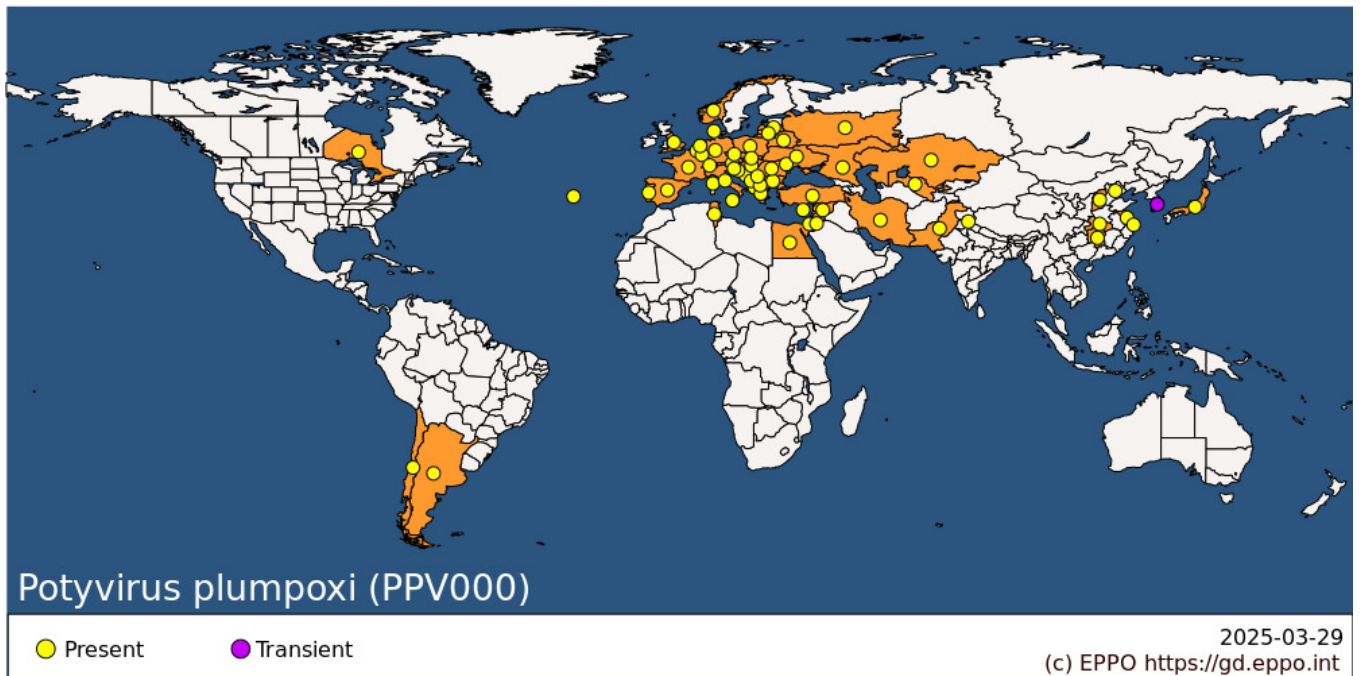 Potyvirus plumpoxi (PPV000)
Present
Transient
2025-03-29
(c) EPPO https://gd.eppo.int